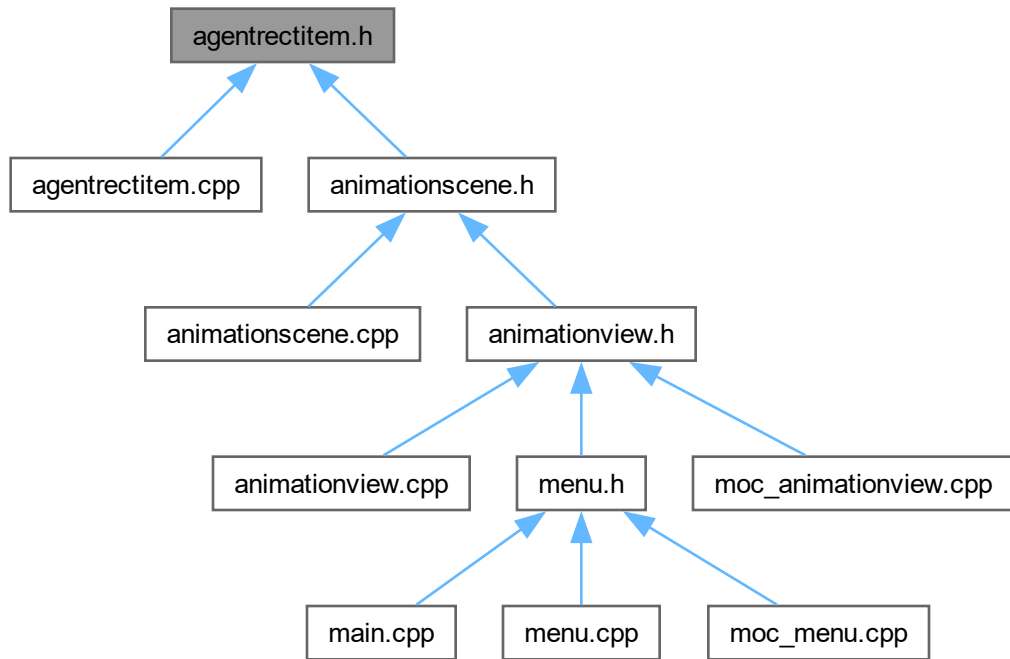 agentrectitem.h
agentrectitem.cpp
animationscene.h
animationscene.cpp
animationview.h
animationview.cpp
menu.h
moc_animationview.cpp
main.cpp
menu.cpp
moc_menu.cpp